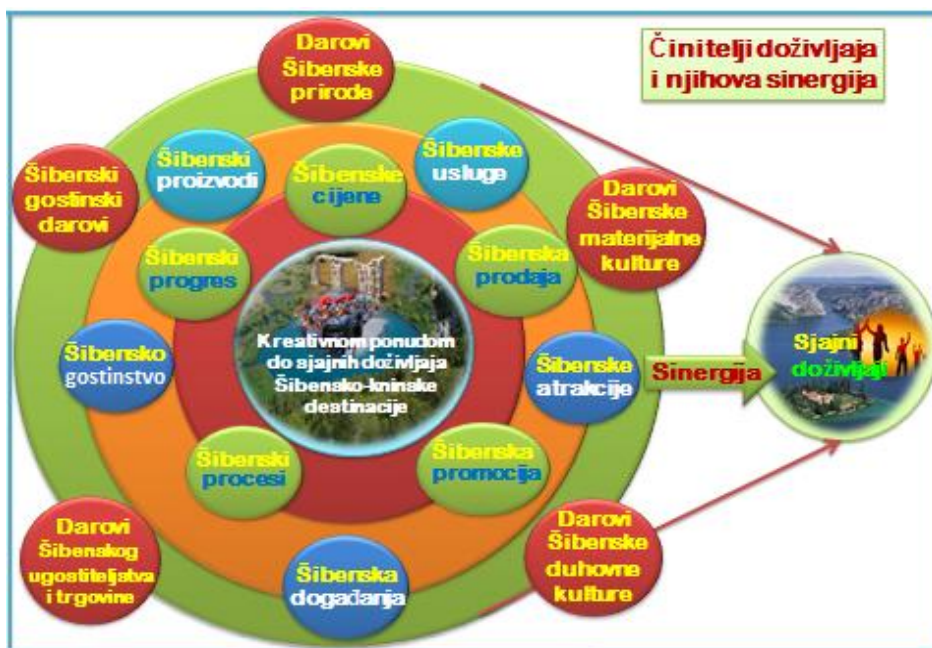 Činitelji doživljaja
i njihova sinergija
Darovi
Šibenske
prirode
Šibenski
proizvodi
Šibenske
cijene
Šibenske
usluge
Šibenski
gostinski
darovi
Darovi
Šibenske
materijalne
kulture
Šibenski
progres
Šibenska
prodaja
Kreativnom ponudom
do sjajnih doživljaja
Šibensko-kninske
destinacije
Šibensko
gostinstvo
Šibenske
atrakcije
Sinergija
Sjajni
doživljaji
Šibenski
procesi
Šibenska
promocija
Darovi
Šibenakog
ugostiteljatva
i trgovine
Šibenska
događanja
Darovi
Šibenske
duhovne
kulture